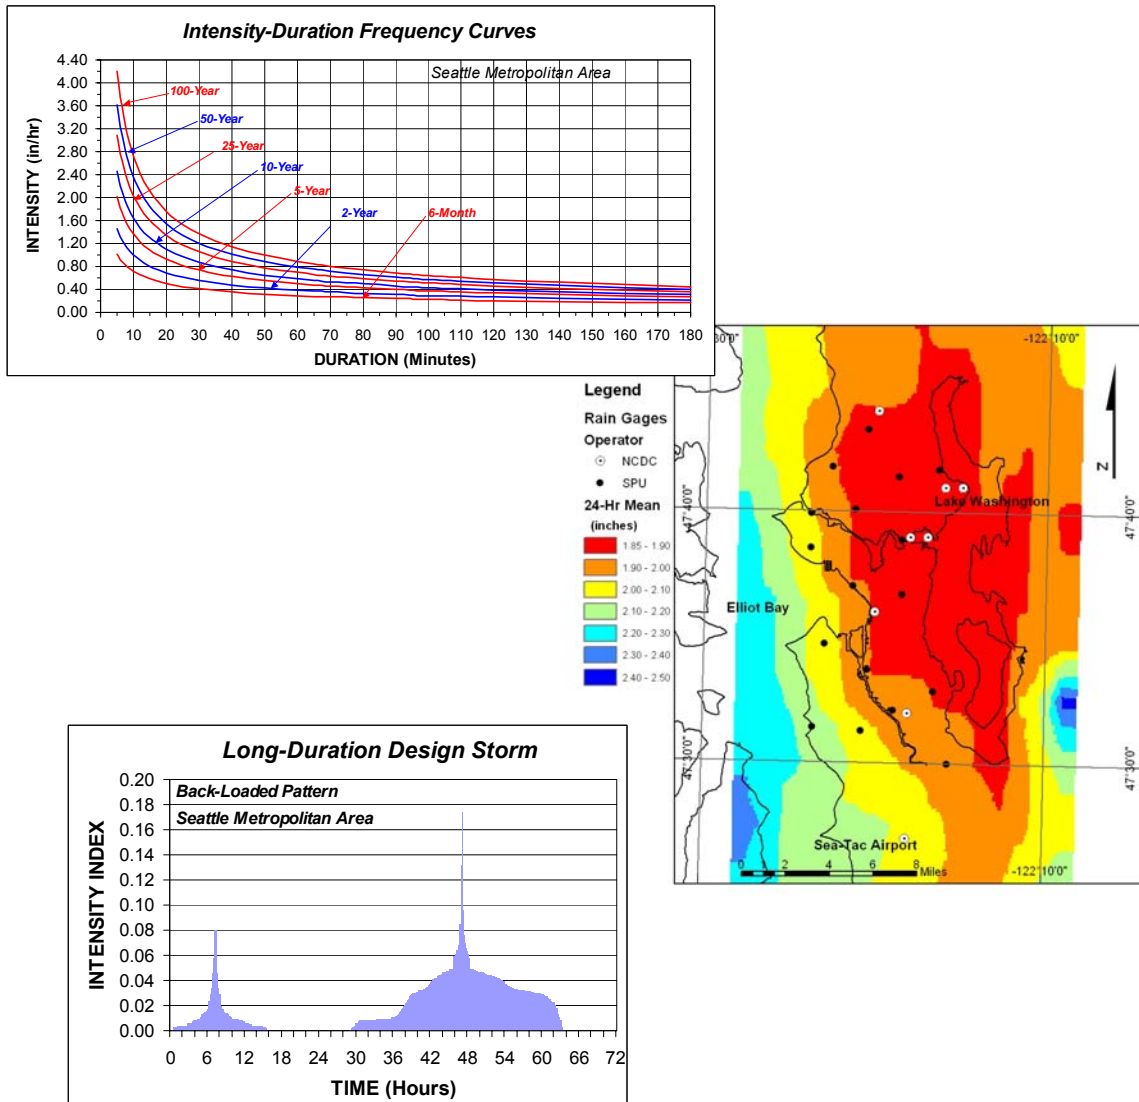 Intensity-Duration Frequency Curves
Seattle Metropolitan Area
4.40
4.00
3.60
3.20
2.80
2.40
2.00
1.60
1.20
0.80
0.40
0.00
INTENSITY (in/hr)
100-Year
50-Year
25-Year
10-Year
5-Year
2-Year
6-Month
0 10 20 30 40 50 60 70 80 90 100 110 120 130 140 150 160 170 180
DURATION (Minutes)
Legend
Rain Gages
Operator
NCDC
SPU
24-Hr Mean
(inches)
1.85 - 1.90
1.90 - 2.00
2.00 - 2.10
2.10 - 2.20
2.20 - 2.30
2.30 - 2.40
2.40 - 2.50
-122°10'0"
N
Lake Washington
47°40'0"
47°40'0"
Elliot Bay
47°30'0"
47°30'0"
Sea-Tac Airport
0 1 2 4 6 8
Miles
-122°10'0"
Long-Duration Design Storm
Back-Loaded Pattern
Seattle Metropolitan Area
0.20
0.18
0.16
0.14
0.12
0.10
0.08
0.06
0.04
0.02
0.00
INTENSITY INDEX
0 6 12 18 24 30 36 42 48 54 60 66 72
TIME (Hours)